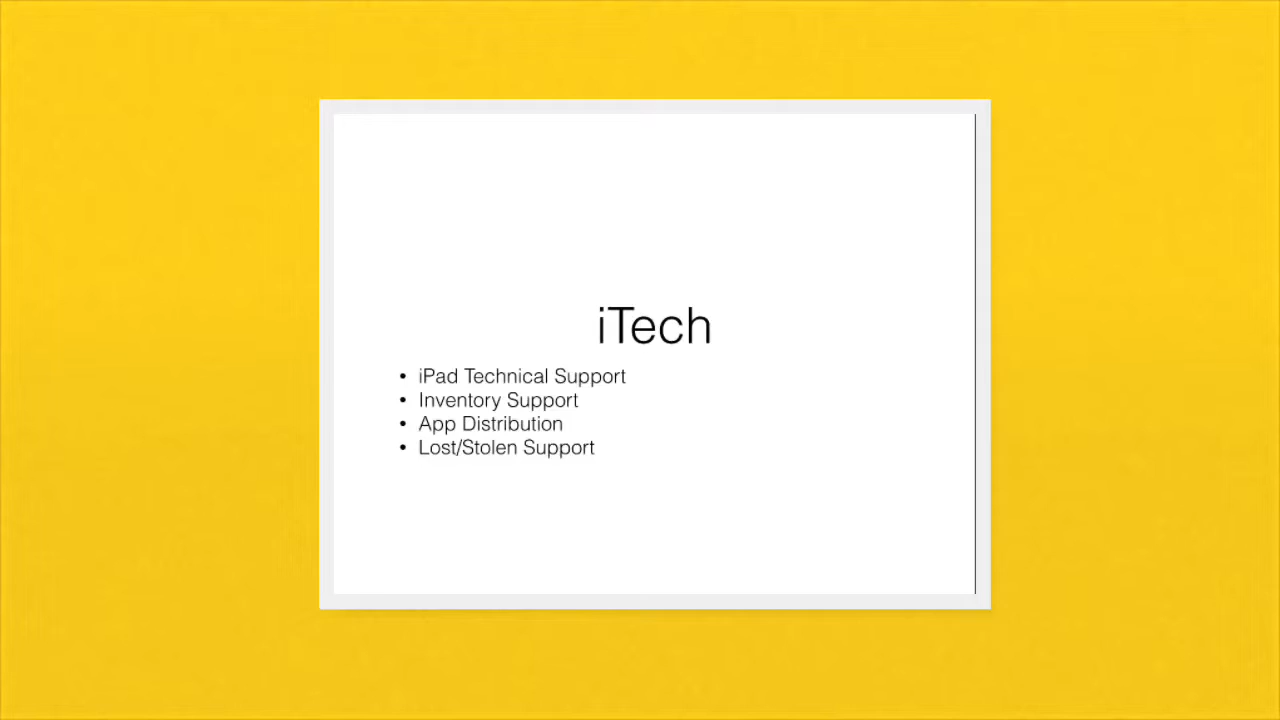 iTech
• iPad Technical Support
• Inventory Support
• App Distribution
• Lost/Stolen Support